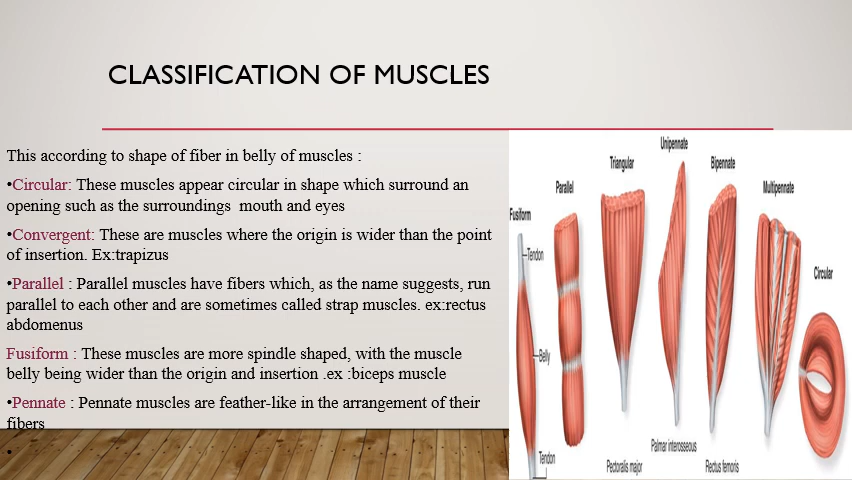 CLASSIFICATION OF MUSCLES
This according to shape of fiber in belly of muscles :
•Circular: These muscles appear circular in shape which surround an
opening such as the surroundings mouth and eyes
•Convergent: These are muscles where the origin is wider than the point
of insertion. Ex:trapizus
•Parallel : Parallel muscles have fibers which, as the name suggests, run
parallel to each other and are sometimes called strap muscles. ex:rectus
abdomenus
Fusiform : These muscles are more spindle shaped, with the muscle
belly being wider than the origin and insertion .ex :biceps muscle
•Pennate : Pennate muscles are feather-like in the arrangement of their
fibers
•
Fusiform
Parallel
Triangular
Unipennate
Bipennate
Multipennate
Circular
Tendon
Belly
Tendon
Pectoralis major
Palmar interosseous
Rectus femoris